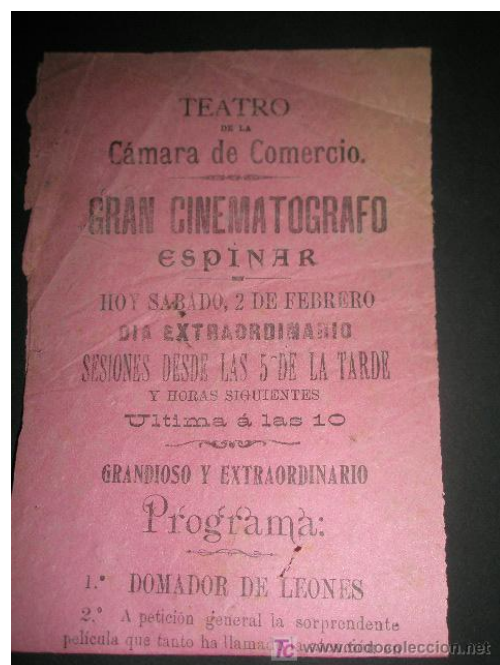 TEATRO
DE LA
Cámara de Comercio.
GRAN CINEMATOGRAFO
ESPINAR
HOY SABADO, 2 DE FEBRERO
DIA EXTRAORDINARIO
SESIONES DESDE LAS 5 DE LA TARDE
Y HORAS SIGUIENTES
Ultima á las 10
GRANDIOSO Y EXTRAORDINARIO
Programa:
1.ª DOMADOR DE LEONES
2.ª A petición general la sorprendente
película que tanto ha llamado
www.todocoleccion.net